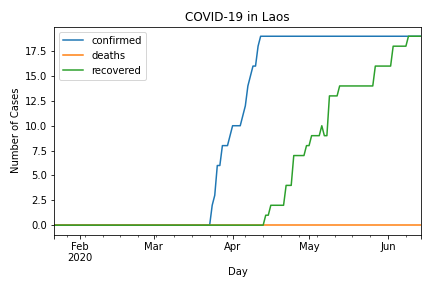 COVID-19 in Laos
confirmed
deaths
recovered
Number of Cases
17.5
15.0
12.5
10.0
7.5
5.0
2.5
0.0
Feb
2020
Mar
Apr
May
Jun
Day